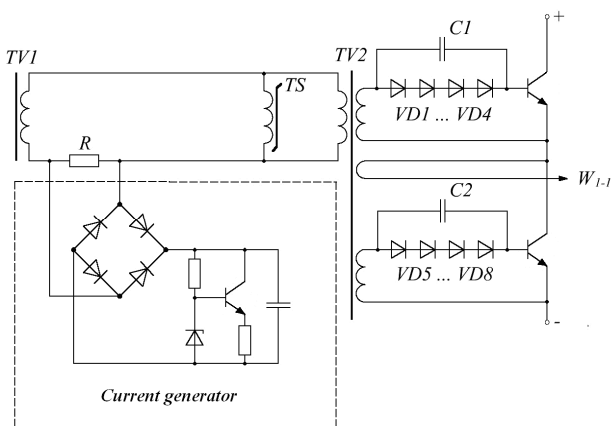 C1
+
TV1
TV2
TS
VD1 ... VD4
R
W1-1
C2
VD5 ... VD8
-
Current generator